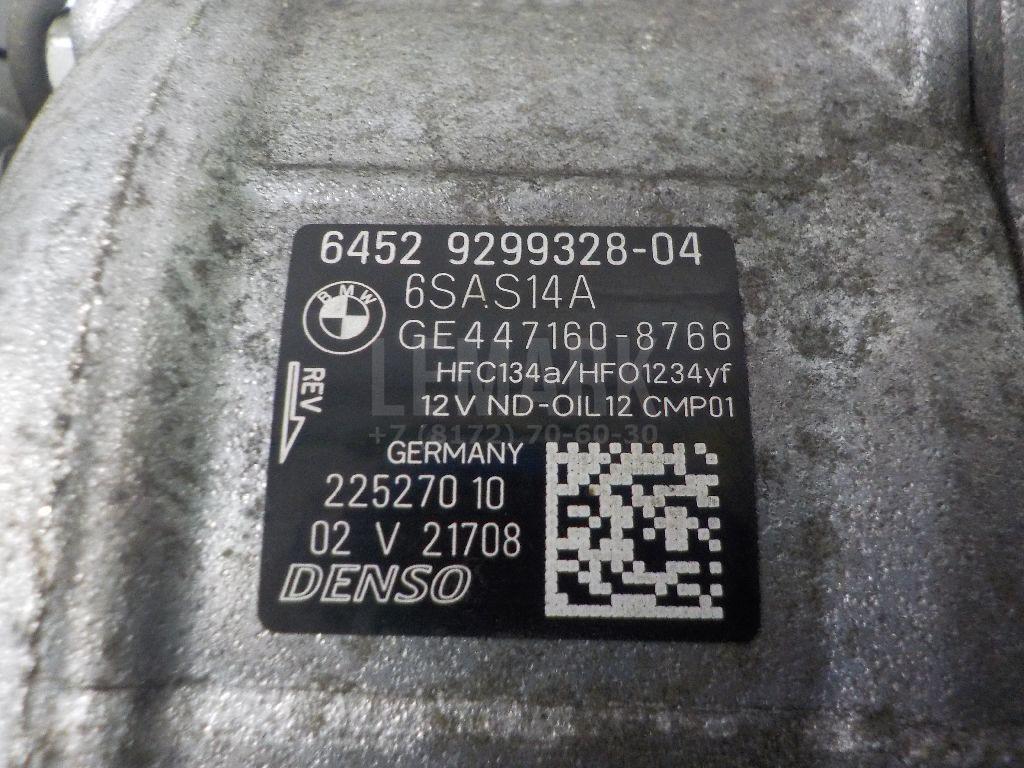 6452 9299328-04
BMW
6SAS14A
GE447160-8766
HFC134a/HFO1234yf
REV
12V ND-OIL12 CMP01
LEMARK
+7 (8172) 70-60-30
GERMANY
225270 10
02 V 21708
DENSO